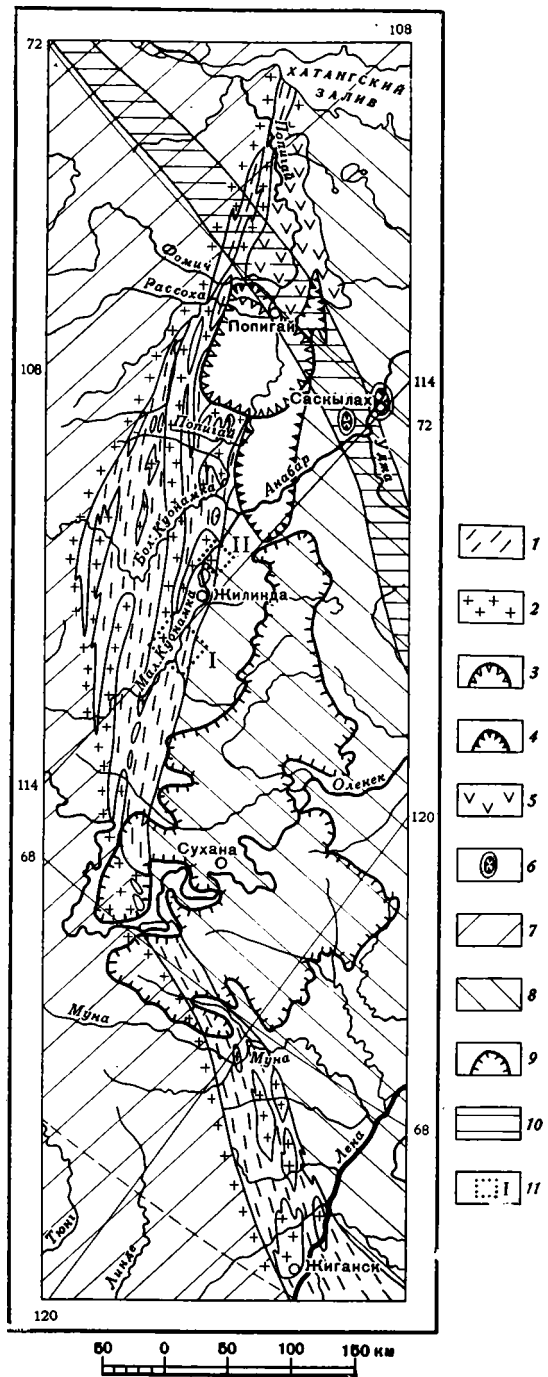 72
108
ХАТАНГСКИЙ
ЗАЛИВ
Попигай
Фомич
Рассоха
Попигай
108
114
Саскылах
72
Попигай
Уджа
Анабар
Бол. Куонамка
II
Жилинда
Мал. Куонамка
I
114
Оленек
120
68
Сухана
Муна
Муна
68
Лена
Тюнг
Линде
Жиганск
120
1
2
3
4
5
6
7
8
9
10
I 11
50 0 50 100 150 км